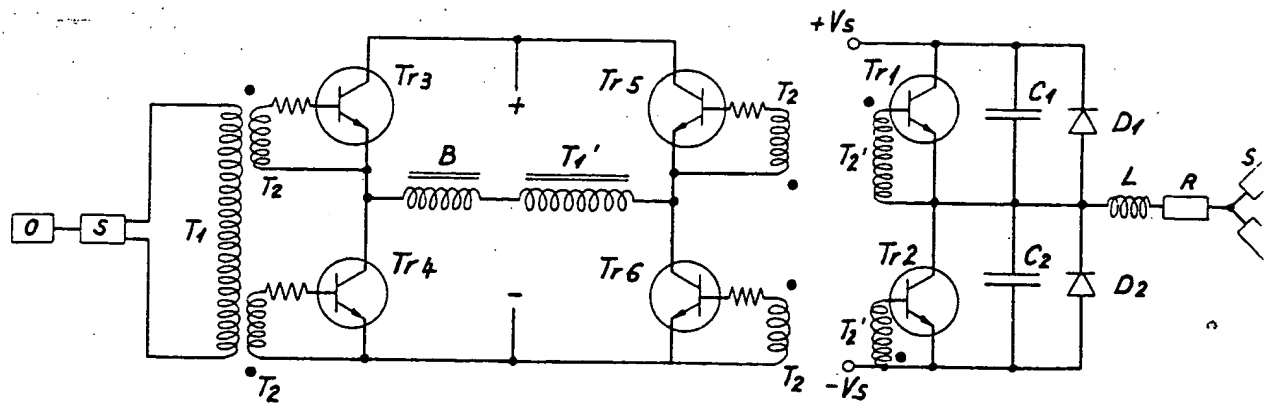 O
S
T1
T2
T2
Tr3
Tr4
B
T1'
+
-
Tr5
Tr6
T2
T2
+Vs
-Vs
Tr1
Tr2
T2'
T2'
C1
C2
D1
D2
L
R
S